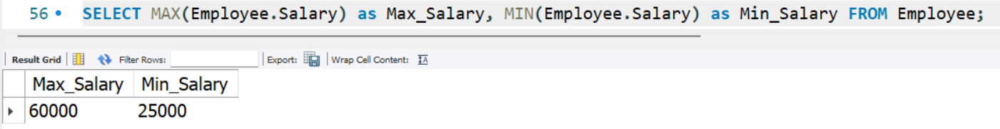 56 SELECT MAX(Employee.Salary) as Max_Salary, MIN(Employee.Salary) as Min_Salary FROM Employee;
Result Grid Filter Rows: Export: Wrap Cell Content: IA
Max_Salary Min_Salary
60000 25000